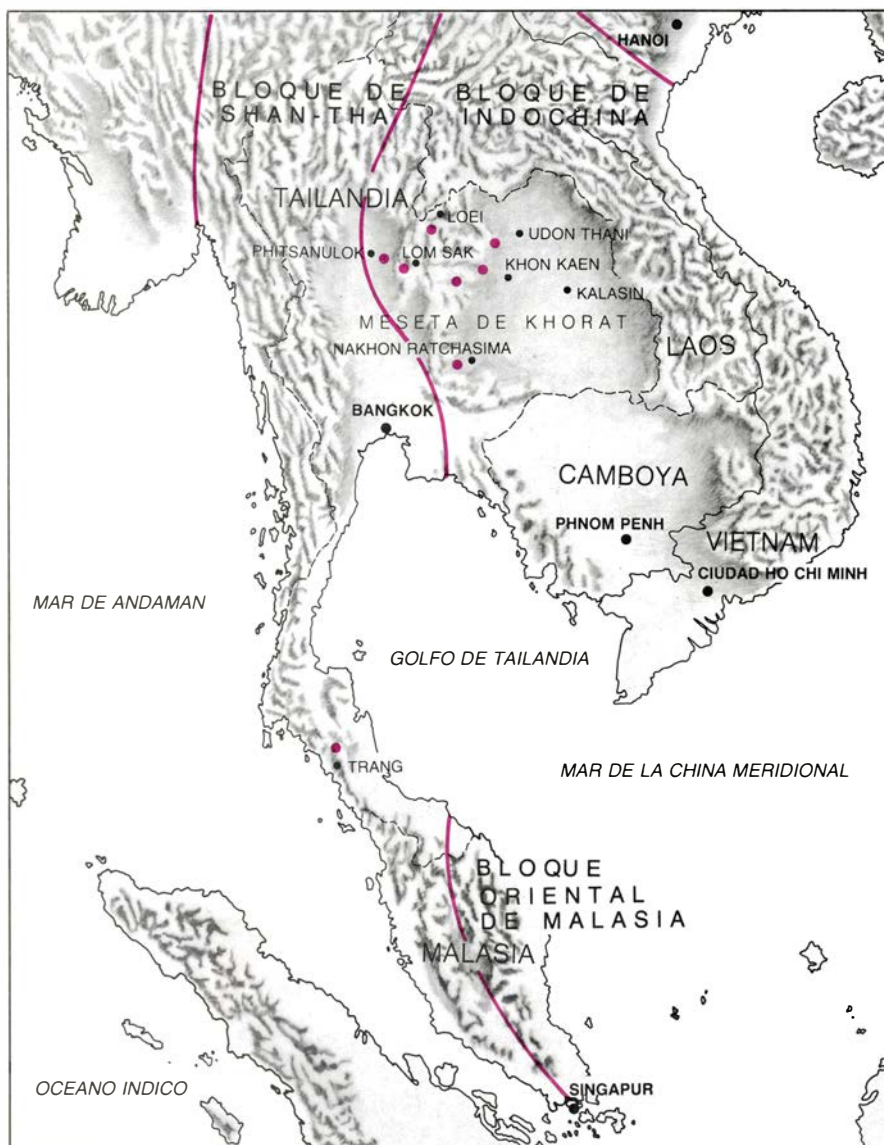 HANOI
BLOQUE DE
SHAN-THAI
BLOQUE DE
INDOCHINA
TAILANDIA
LOEI
UDON THANI
PHITSANULOK
LOM SAK
KHON KAEN
KALASIN
MESETA DE KHORAT
NAKHON RATCHASIMA
LAOS
BANGKOK
CAMBOYA
PHNOM PENH
VIETNAM
CIUDAD HO CHI MINH
MAR DE ANDAMAN
GOLFO DE TAILANDIA
TRANG
MAR DE LA CHINA MERIDIONAL
BLOQUE
ORIENTAL
DE MALASIA
MALASIA
OCEANO INDICO
SINGAPUR